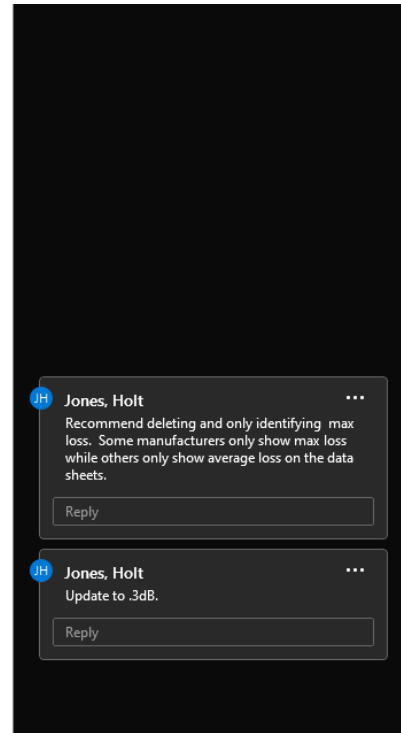 JH
Jones, Holt
Recommend deleting and only identifying  max
loss.  Some manufacturers only show max loss
while others only show average loss on the data
sheets.
Reply
JH
Jones, Holt
Update to .3dB.
Reply